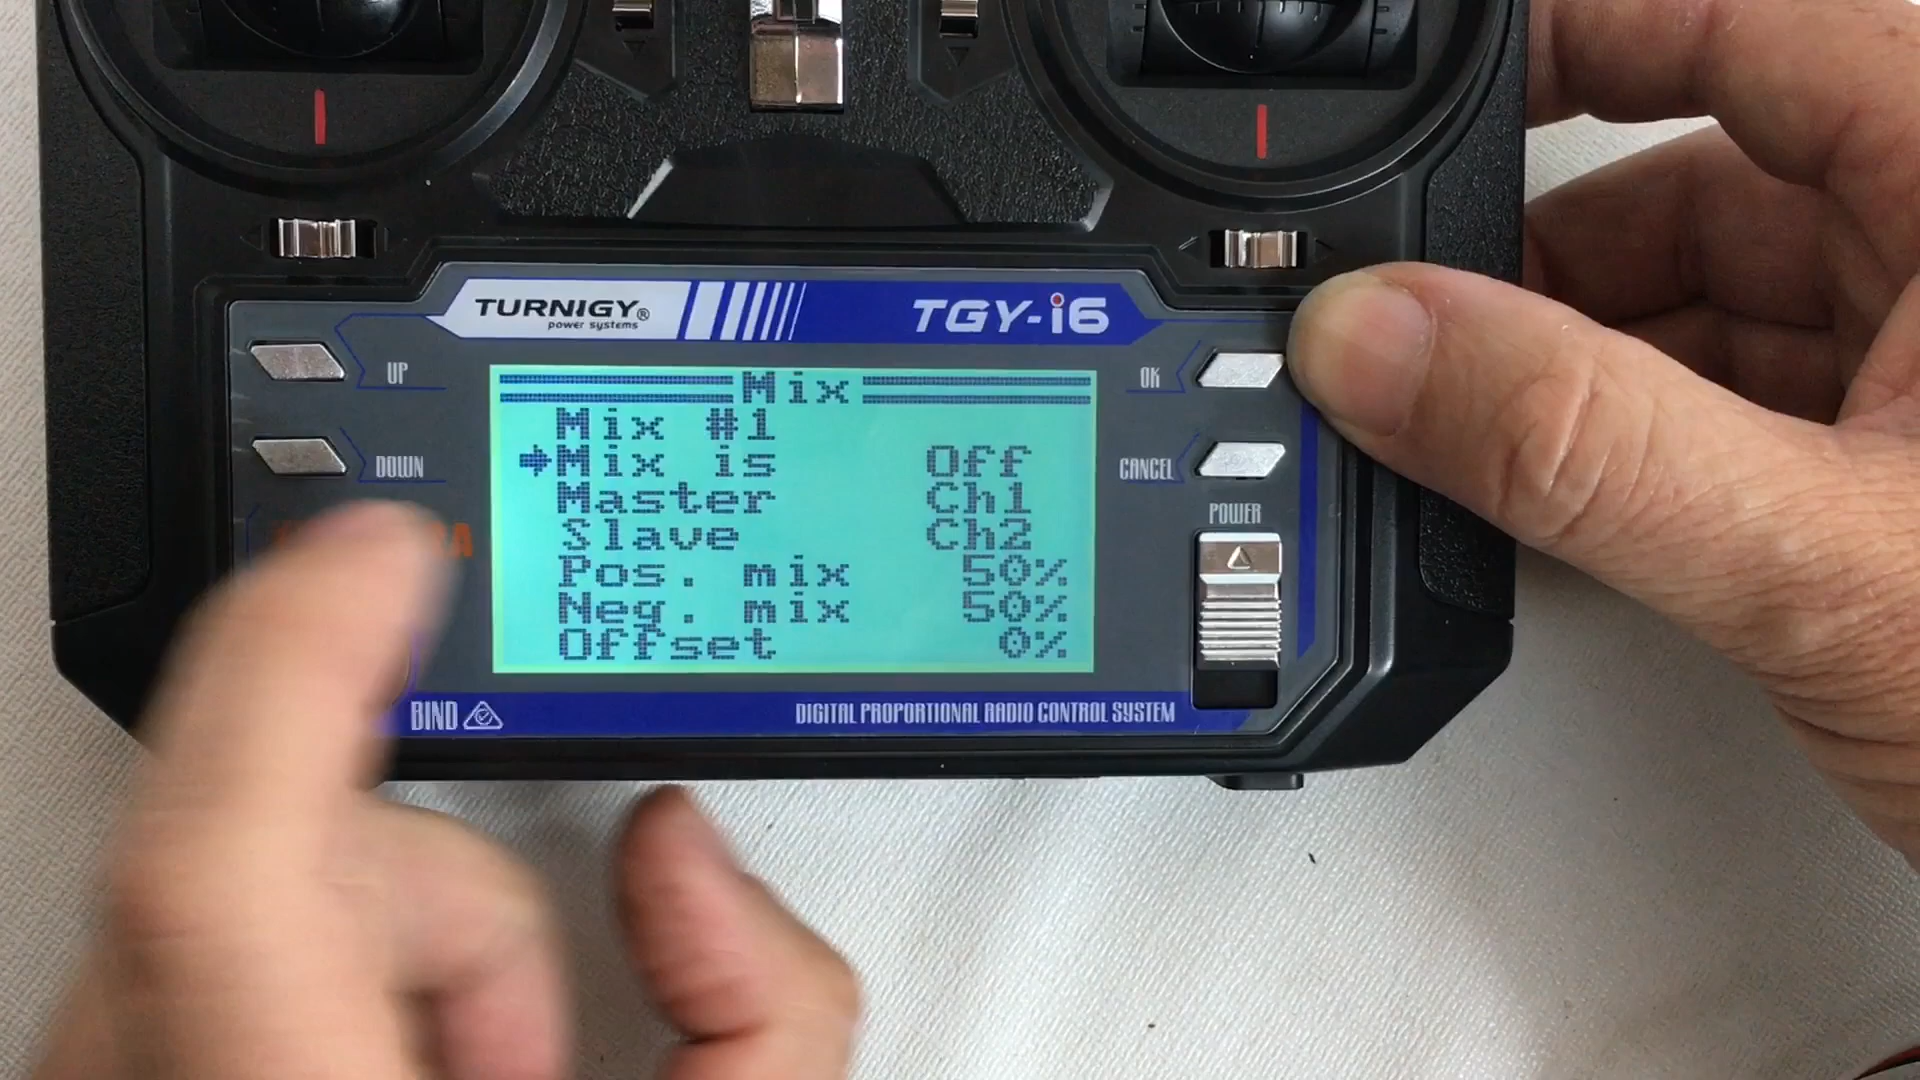 TURNIGY®
power systems
TGY-i6
UP
DOWN
OK
CANCEL
POWER
Mix
Mix #1
Mix is Off
Master Ch1
Slave Ch2
Pos. mix 50%
Neg. mix 50%
Offset 0%
BIND
DIGITAL PROPORTIONAL RADIO CONTROL SYSTEM